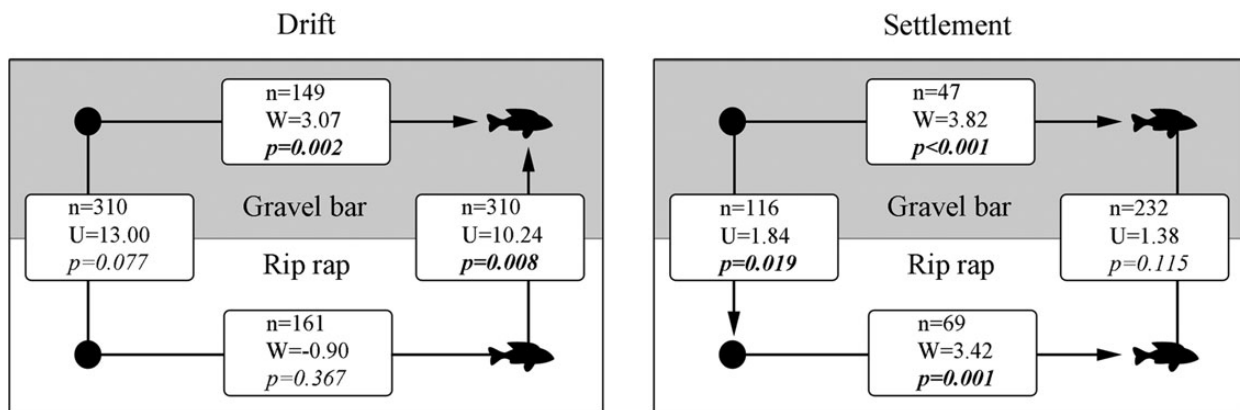 Drift
n=149
W=3.07
p=0.002
n=310
U=13.00
p=0.077
Gravel bar
n=310
U=10.24
p=0.008
Rip rap
n=161
W=-0.90
p=0.367
Settlement
n=47
W=3.82
p<0.001
n=116
U=1.84
p=0.019
Gravel bar
n=232
U=1.38
p=0.115
Rip rap
n=69
W=3.42
p=0.001